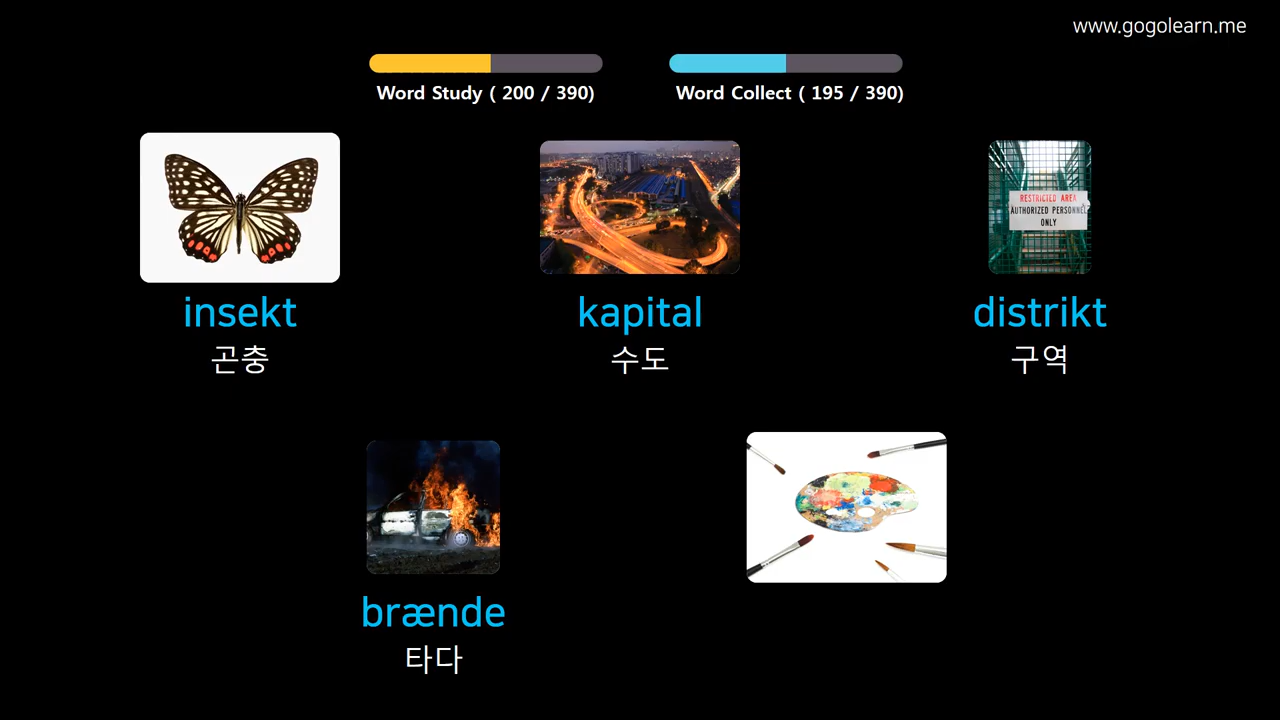 www.gogolearn.me
Word Study ( 200 / 390)
Word Collect ( 195 / 390)
RESTRICTED AREA
AUTHORIZED PERSONNEL
ONLY
insekt
곤충
kapital
수도
distrikt
구역
brænde
타다